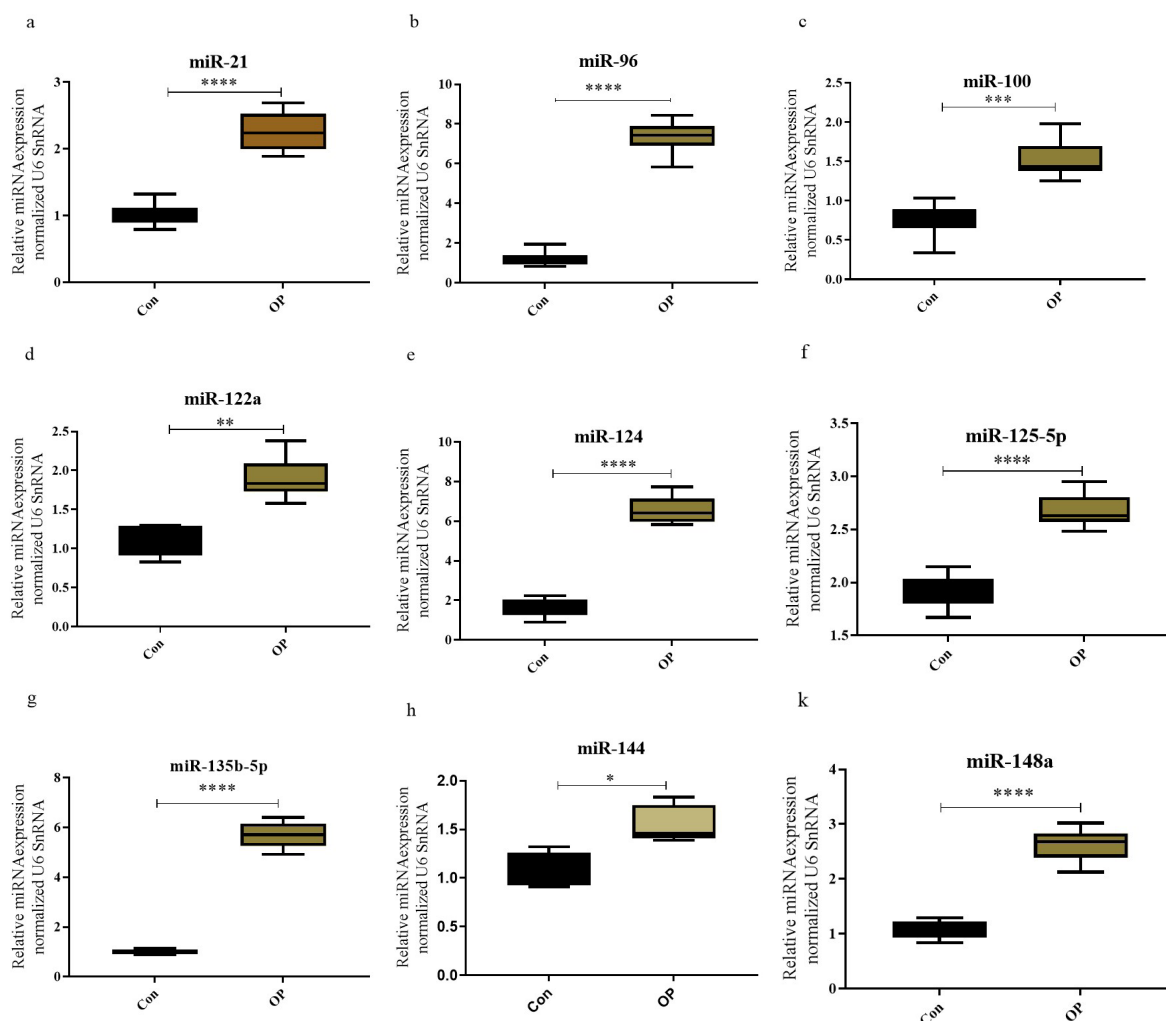 a
miR-21
Relative miRNAexpression
normalized U6 SnRNA
3
2
1
0
****
Con
OP
b
miR-96
Relative miRNAexpression
normalized U6 SnRNA
10
8
6
4
2
0
****
Con
OP
c
miR-100
Relative miRNAexpression
normalized U6 SnRNA
2.5
2.0
1.5
1.0
0.5
0.0
***
Con
OP
d
miR-122a
Relative miRNAexpression
normalized U6 SnRNA
2.5
2.0
1.5
1.0
0.5
0.0
**
Con
OP
e
miR-124
Relative miRNAexpression
normalized U6 SnRNA
10
8
6
4
2
0
****
Con
OP
f
miR-125-5p
Relative miRNAexpression
normalized U6 SnRNA
3.5
3.0
2.5
2.0
1.5
****
Con
OP
g
miR-135b-5p
Relative miRNAexpression
normalized U6 SnRNA
8
6
4
2
0
****
Con
OP
h
miR-144
Relative miRNAexpression
normalized U6 SnRNA
2.0
1.5
1.0
0.5
0.0
*
Con
OP
k
miR-148a
Relative miRNAexpression
normalized U6 SnRNA
4
3
2
1
0
****
Con
OP